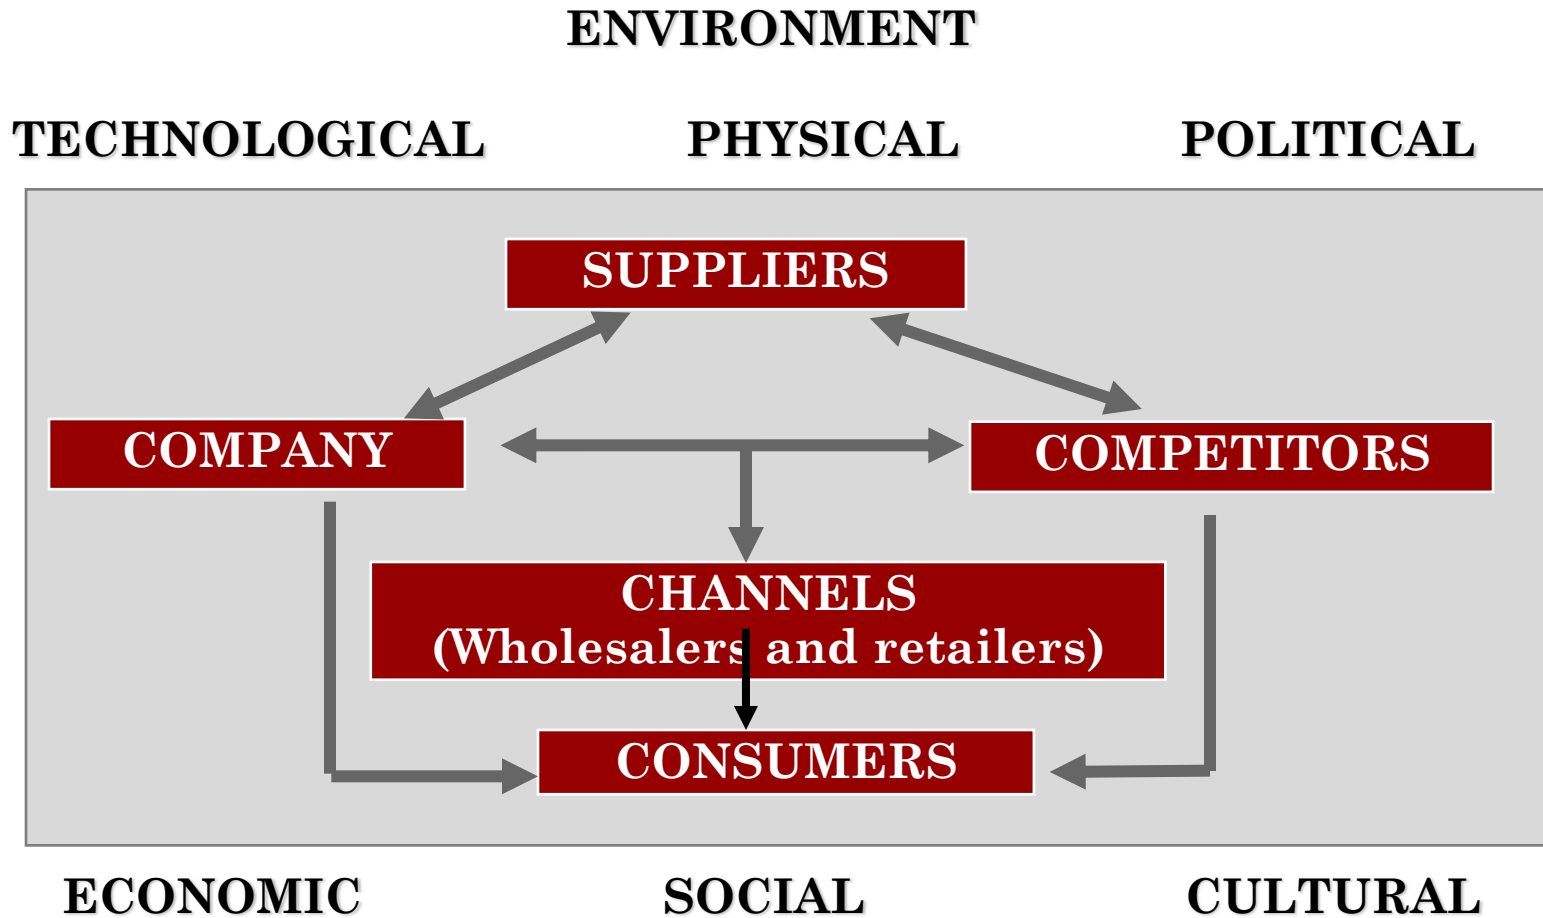 ENVIRONMENT
TECHNOLOGICAL PHYSICAL POLITICAL
SUPPLIERS
COMPANY COMPETITORS
CHANNELS
(Wholesalers and retailers)
CONSUMERS
ECONOMIC SOCIAL CULTURAL